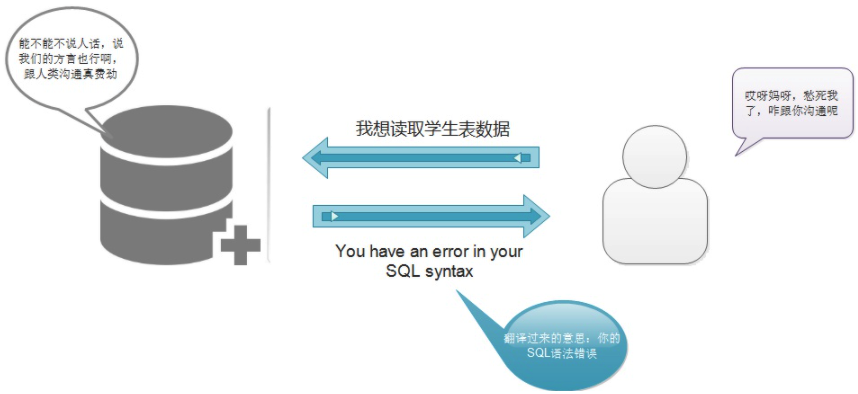 能不能不说人话，说
我们的方言也行啊，
跟人类沟通真费劲
我想读取学生表数据
哎呀妈呀，愁死我
了，咋跟你沟通呢
You have an error in your
SQL syntax
翻译过来的意思：你的
SQL语法错误